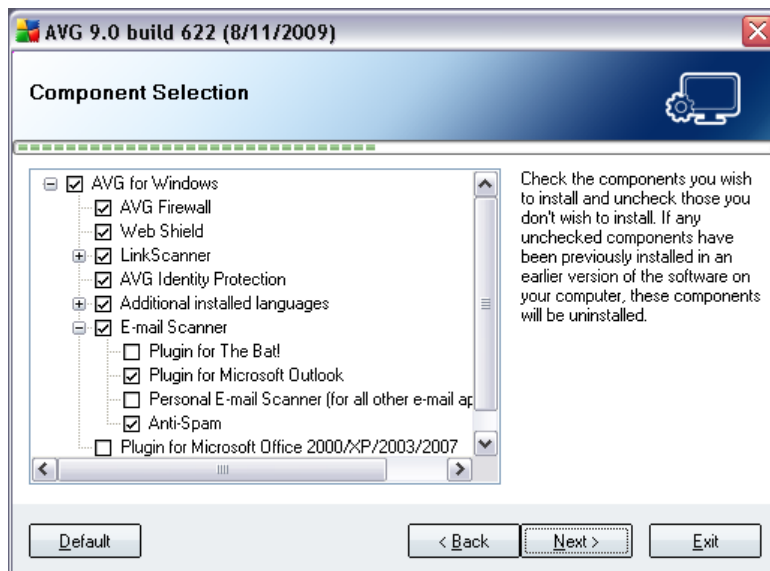 AVG 9.0 build 622 (8/11/2009)
Component Selection
AVG for Windows
AVG Firewall
Web Shield
LinkScanner
AVG Identity Protection
Additional installed languages
E-mail Scanner
Plugin for The Bat!
Plugin for Microsoft Outlook
Personal E-mail Scanner (for all other e-mail ap
Anti-Spam
Plugin for Microsoft Office 2000/XP/2003/2007
Check the components you wish
to install and uncheck those you
don't wish to install. If any
unchecked components have
been previously installed in an
earlier version of the software on
your computer, these components
will be uninstalled.
Default
< Back
Next >
Exit